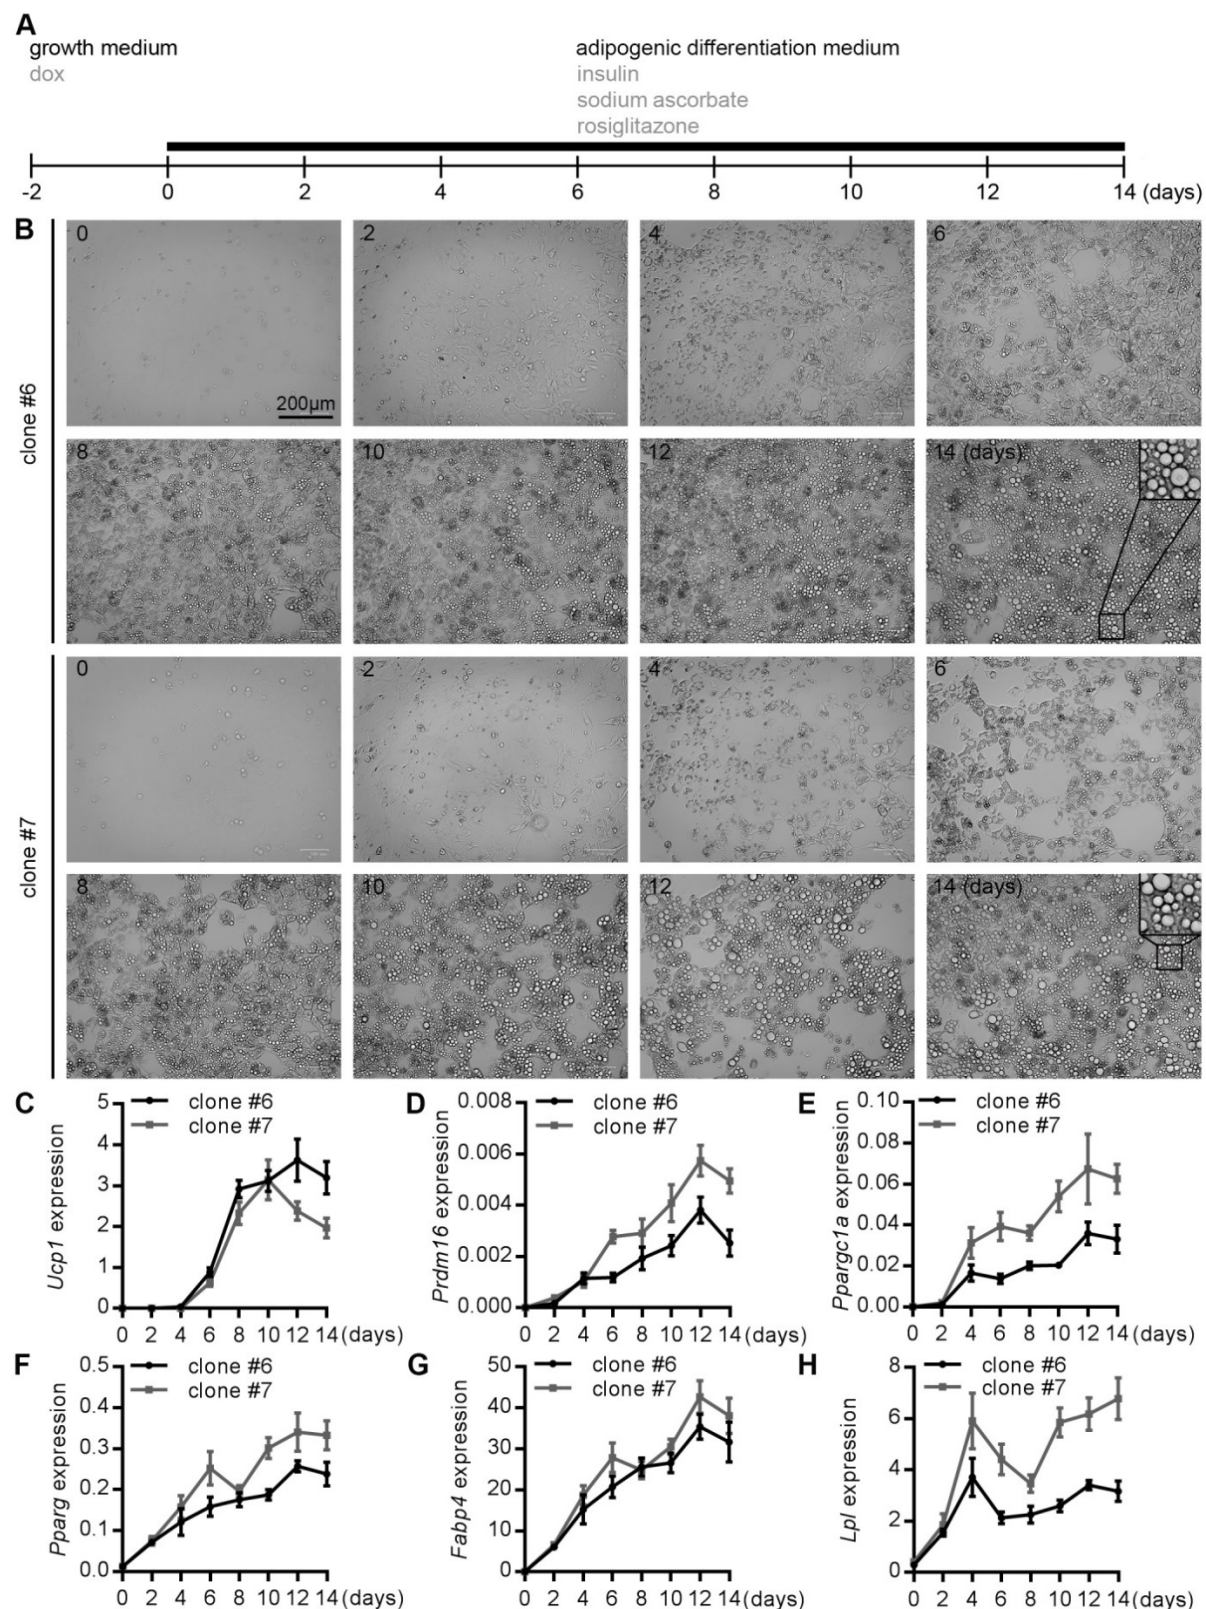 A
growth medium
dox
adipogenic differentiation medium
insulin
sodium ascorbate
rosiglitazone
-2 0 2 4 6 8 10 12 14 (days)
B
clone #6
0 2 4 6
200µm
8 10 12 14 (days)
clone #7
0 2 4 6
8 10 12 14 (days)
C
clone #6
clone #7
Ucp1 expression
5
4
3
2
1
0
0 2 4 6 8 10 12 14 (days)
D
clone #6
clone #7
Prdm16 expression
0.008
0.006
0.004
0.002
0.000
0 2 4 6 8 10 12 14 (days)
E
clone #6
clone #7
Ppargc1a expression
0.10
0.08
0.06
0.04
0.02
0.00
0 2 4 6 8 10 12 14 (days)
F
clone #6
clone #7
Pparg expression
0.5
0.4
0.3
0.2
0.1
0.0
0 2 4 6 8 10 12 14 (days)
G
clone #6
clone #7
Fabp4 expression
50
40
30
20
10
0
0 2 4 6 8 10 12 14 (days)
H
clone #6
clone #7
Lpl expression
8
6
4
2
0
0 2 4 6 8 10 12 14 (days)